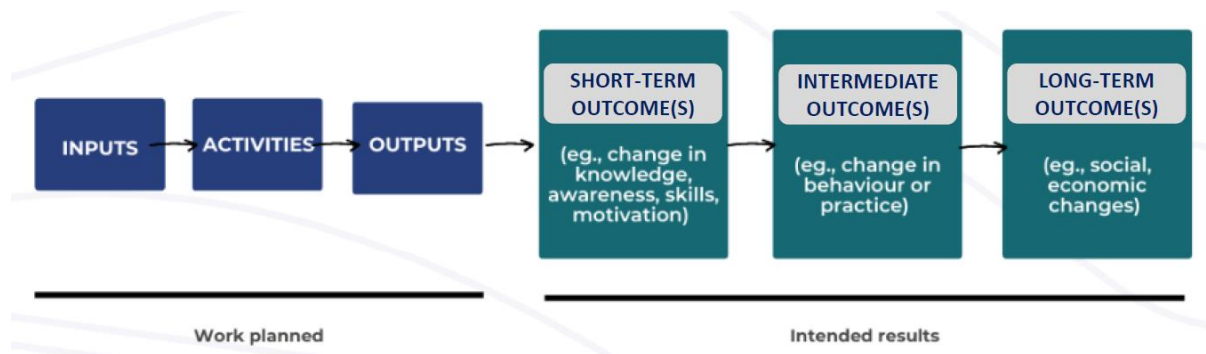 INPUTS
ACTIVITIES
OUTPUTS
SHORT-TERM
OUTCOME(S)
(eg., change in
knowledge,
awareness, skills,
motivation)
INTERMEDIATE
OUTCOME(S)
(eg., change in
behaviour or
practice)
LONG-TERM
OUTCOME(S)
(eg., social,
economic
changes)
Work planned
Intended results